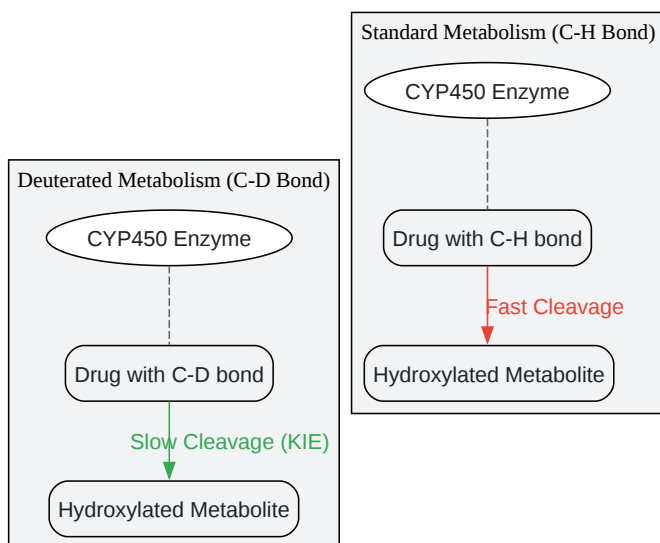 Standard Metabolism (C-H Bond)
CYP450 Enzyme
Drug with C-H bond
Fast Cleavage
Hydroxylated Metabolite
Deuterated Metabolism (C-D Bond)
CYP450 Enzyme
Drug with C-D bond
Slow Cleavage (KIE)
Hydroxylated Metabolite